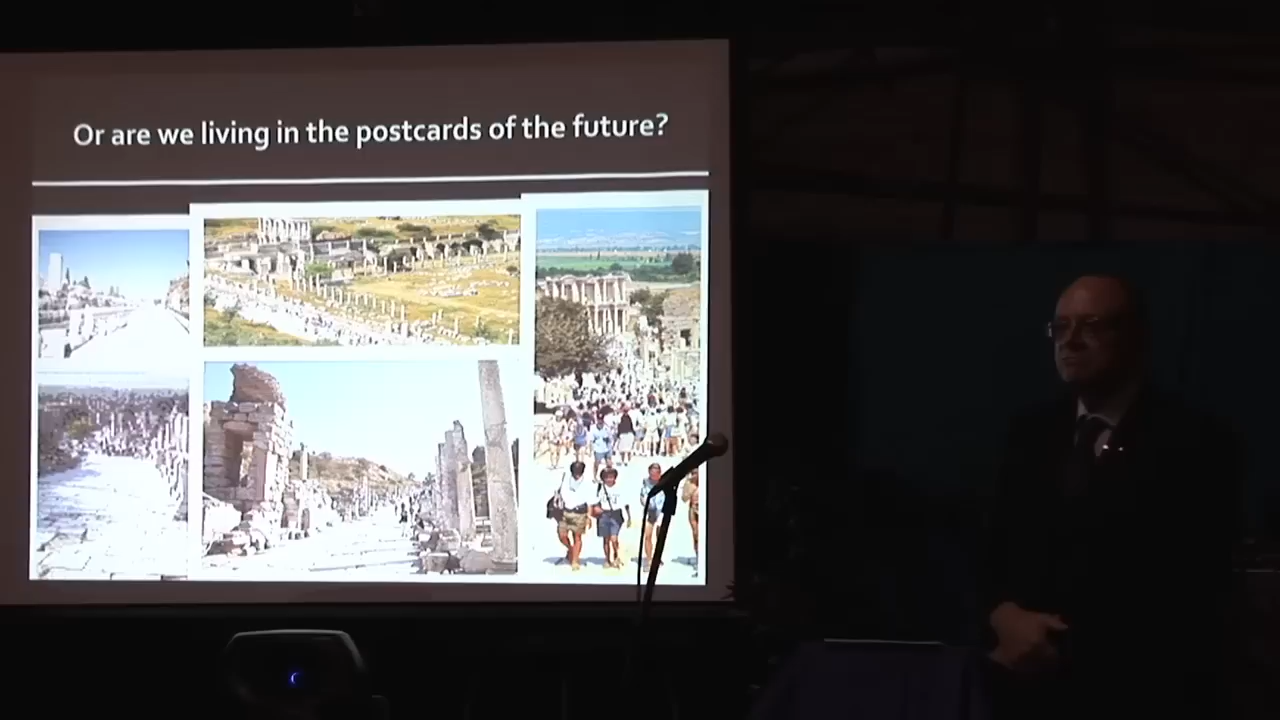 Or are we living in the postcards of the future?